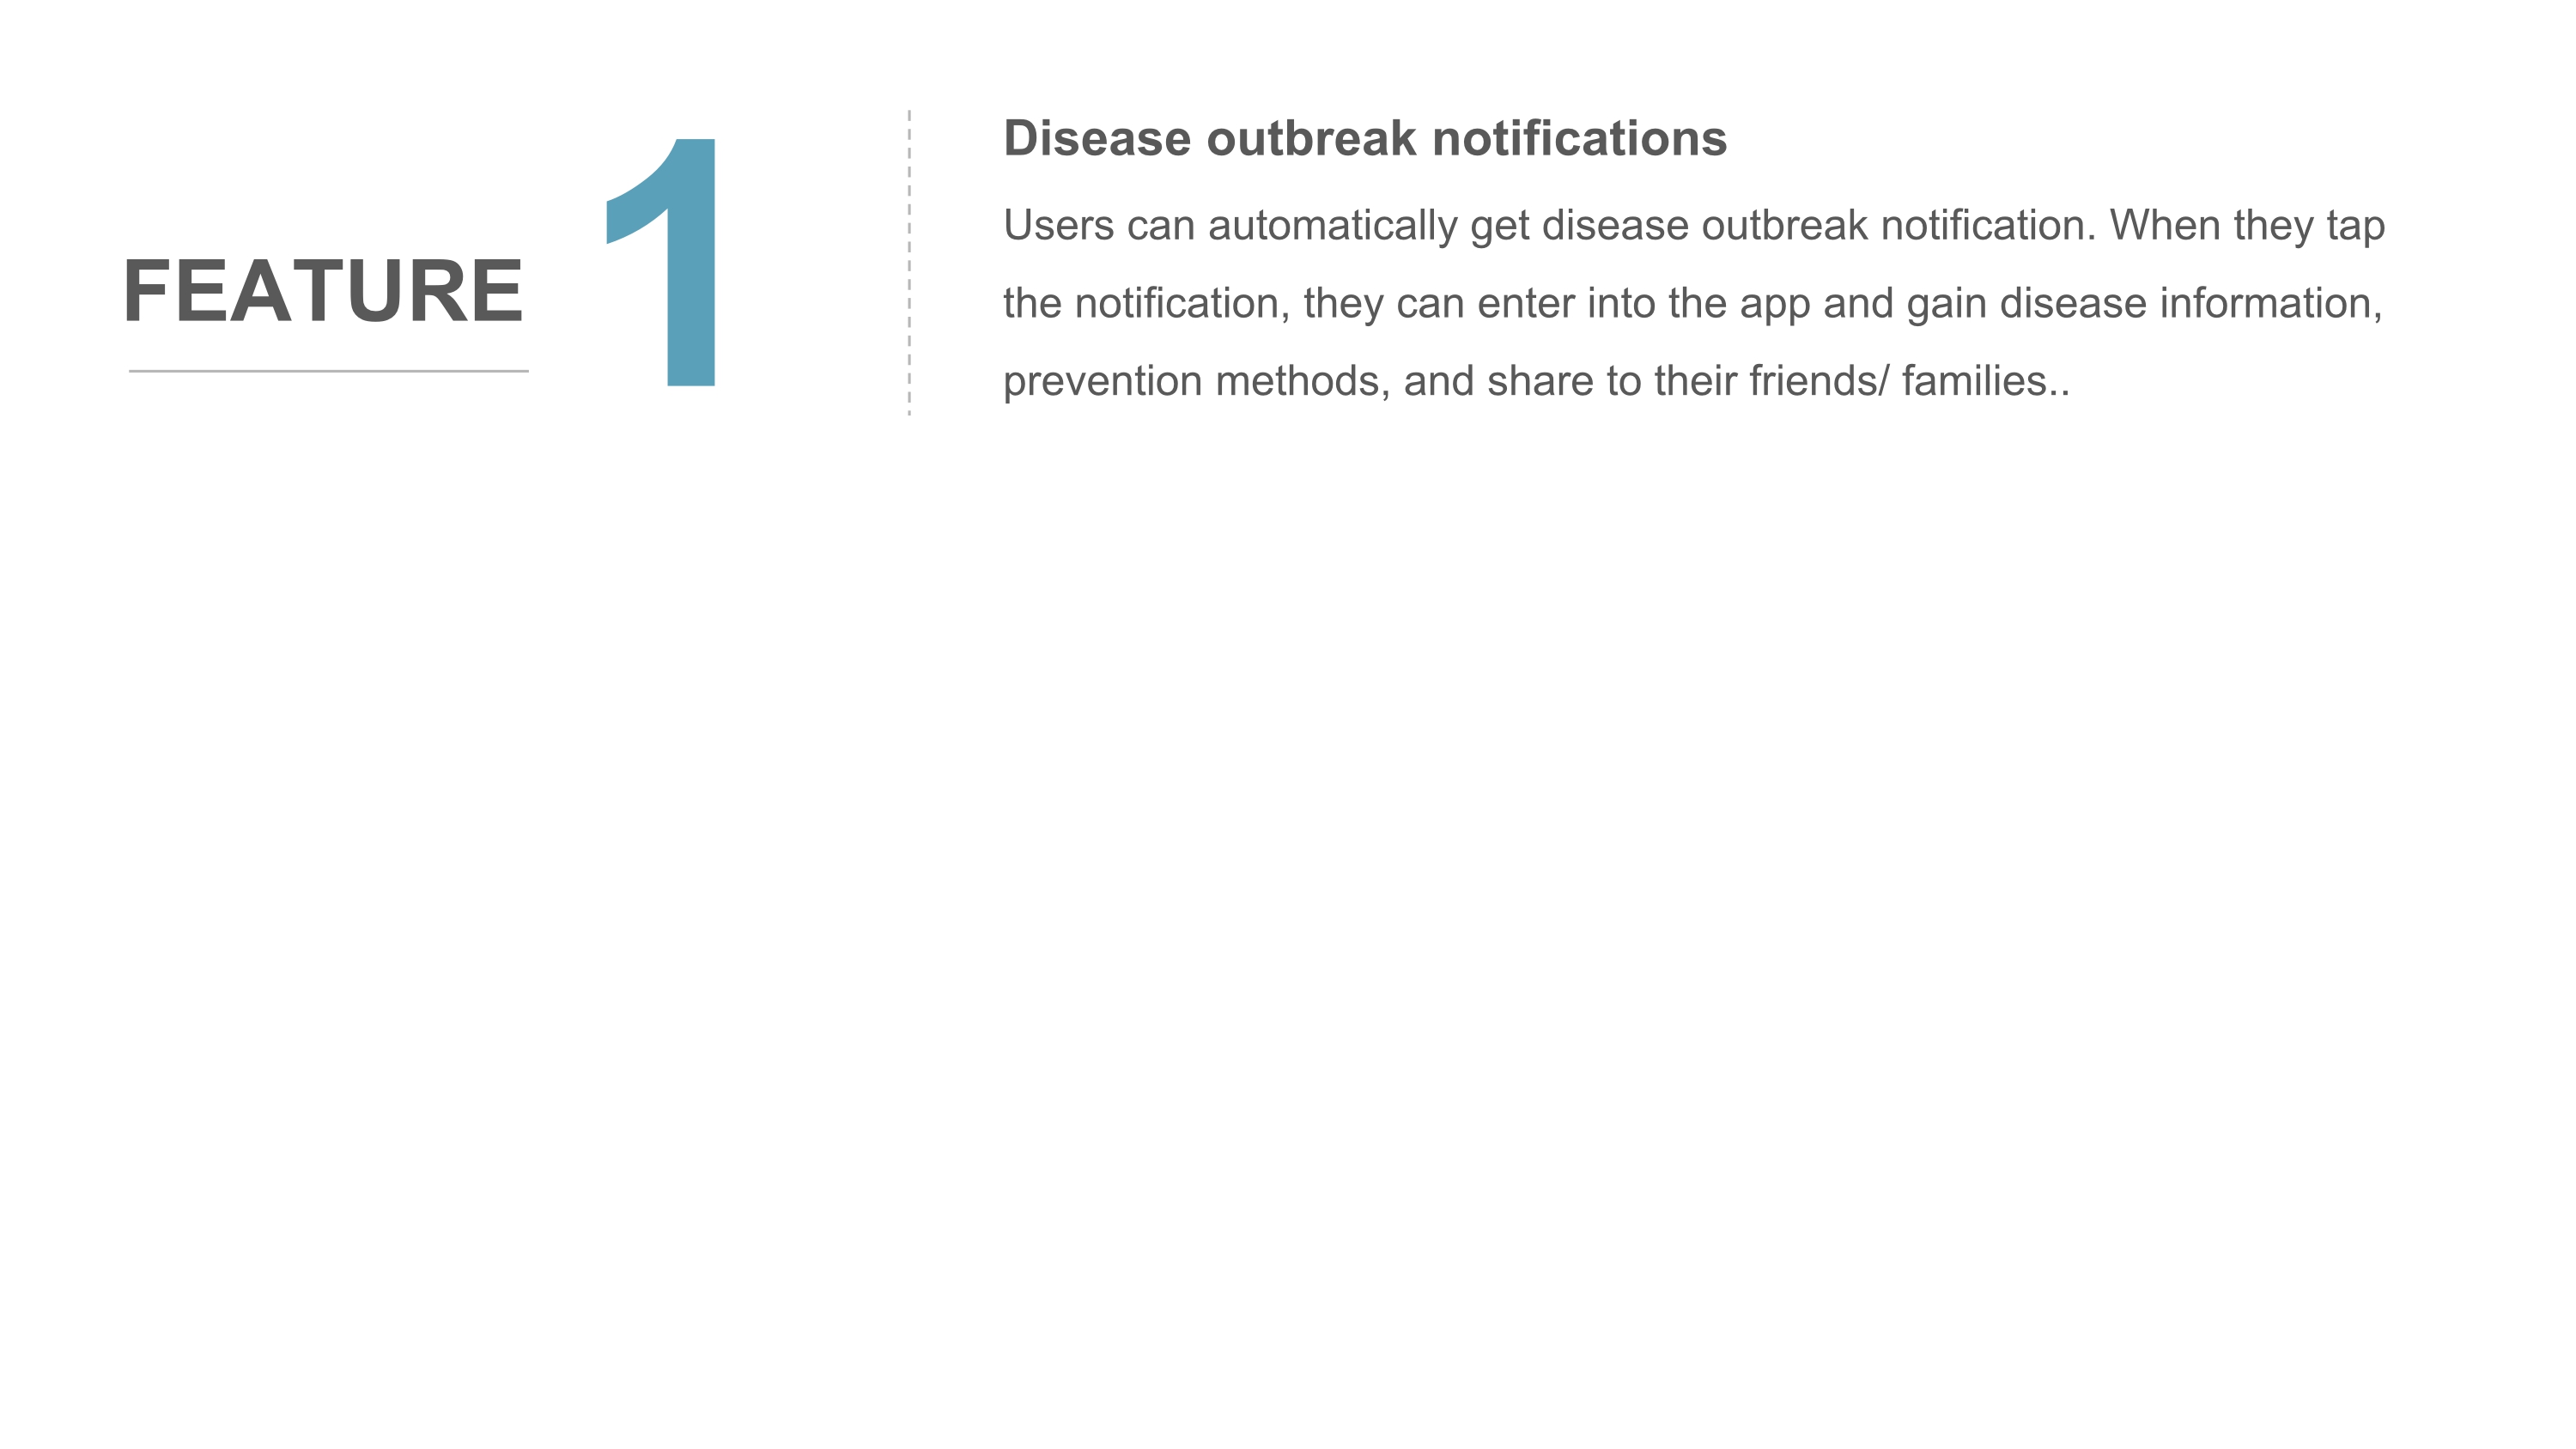 FEATURE 1
Disease outbreak notifications
Users can automatically get disease outbreak notification. When they tap
the notification, they can enter into the app and gain disease information,
prevention methods, and share to their friends/ families..